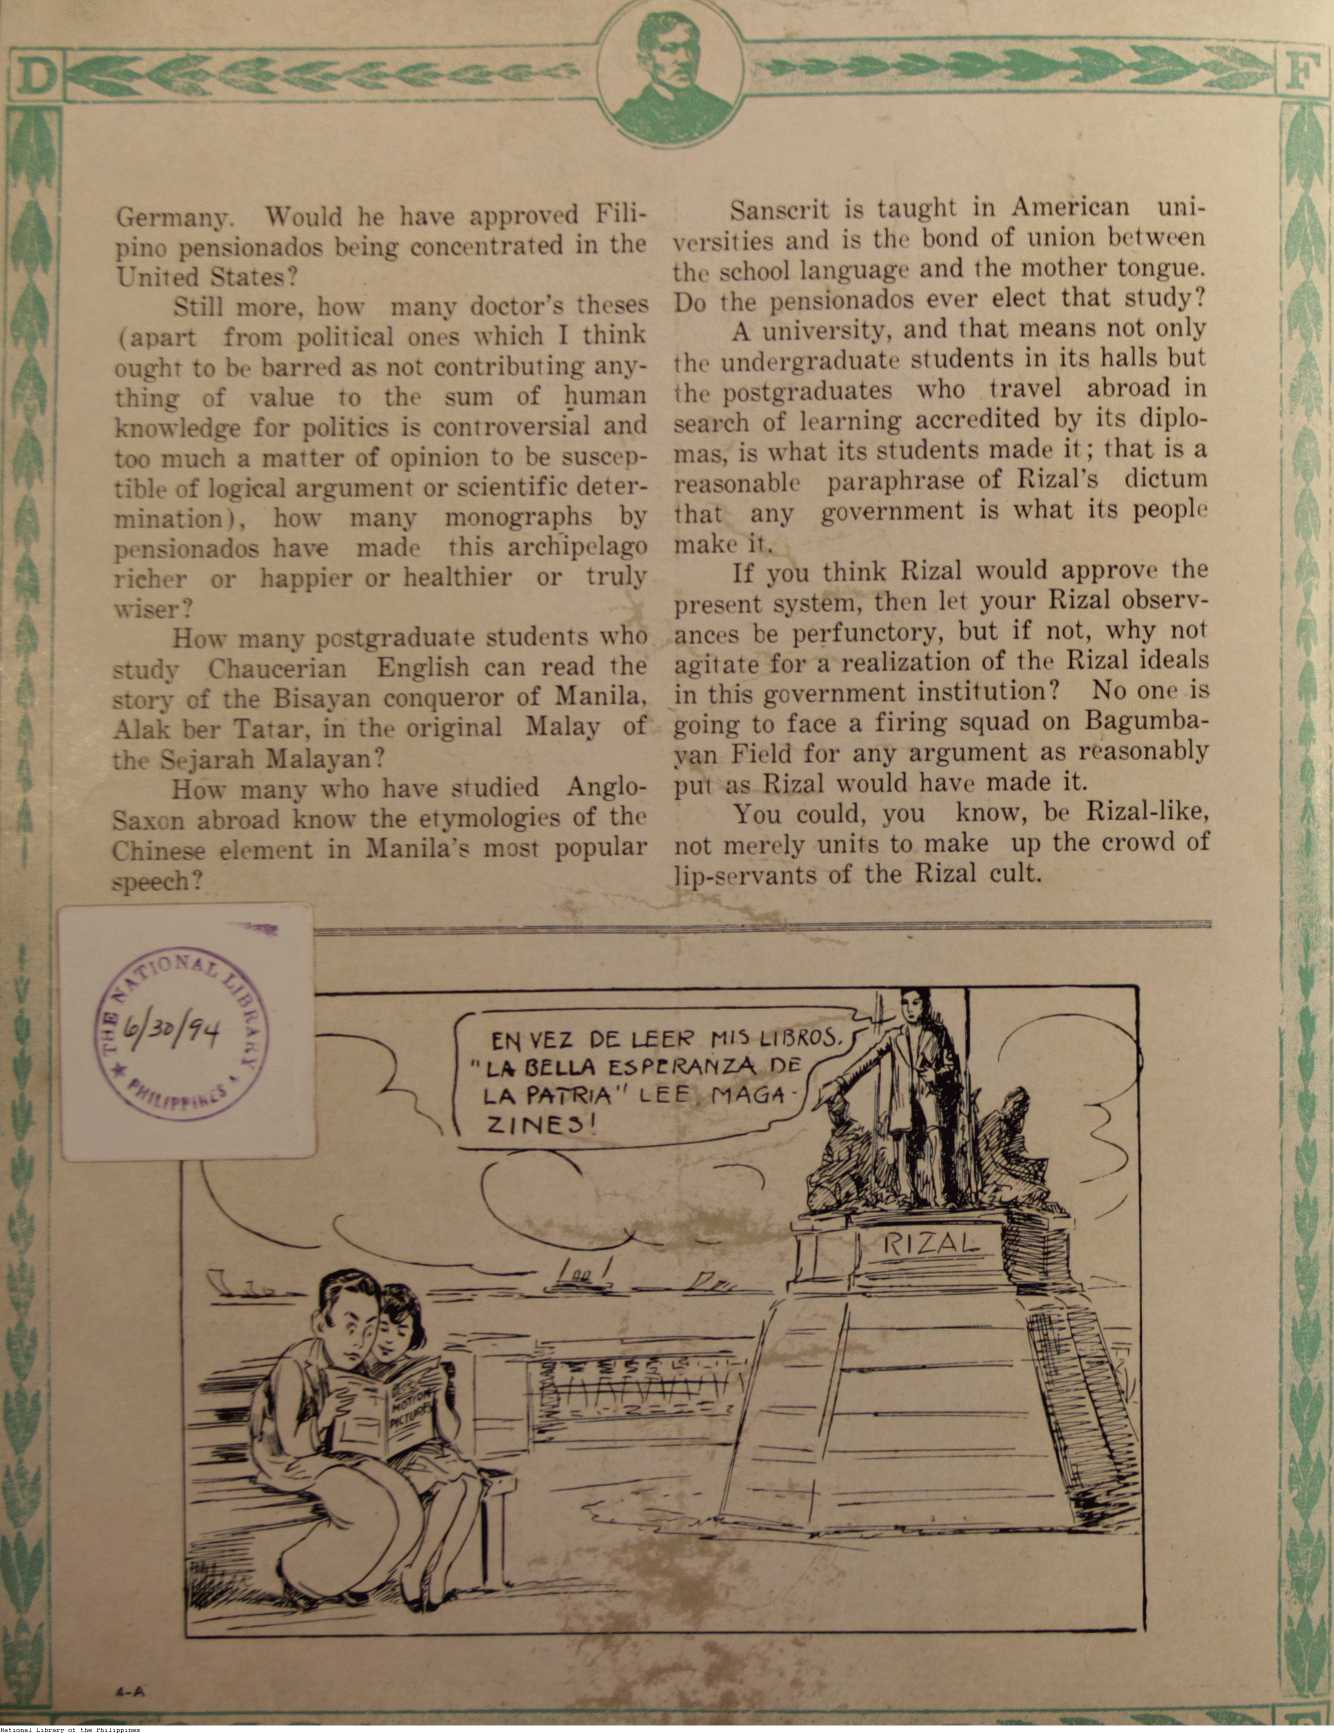 D
F
Germany. Would he have approved Fili-
pino pensionados being concentrated in the
United States?
Still more, how many doctor's theses
(apart from political ones which I think
ought to be barred as not contributing any-
thing of value to the sum of human
knowledge for politics is controversial and
too much a matter of opinion to be suscep-
tible of logical argument or scientific deter-
mination), how many monographs by
pensionados have made this archipelago
richer or happier or healthier or truly
wiser?
How many postgraduate students who
study Chaucerian English can read the
story of the Bisayan conqueror of Manila,
Alak ber Tatar, in the original Malay of
the Sejarah Malayan?
How many who have studied Anglo-
Saxon abroad know the etymologies of the
Chinese element in Manila's most popular
speech?
Sanscrit is taught in American uni-
versities and is the bond of union between
the school language and the mother tongue.
Do the pensionados ever elect that study?
A university, and that means not only
the undergraduate students in its halls but
the postgraduates who travel abroad in
search of learning accredited by its diplo-
mas, is what its students made it; that is a
reasonable paraphrase of Rizal's dictum
that any government is what its people
make it.
If you think Rizal would approve the
present system, then let your Rizal observ-
ances be perfunctory, but if not, why not
agitate for a realization of the Rizal ideals
in this government institution? No one is
going to face a firing squad on Bagumba-
yan Field for any argument as reasonably
put as Rizal would have made it.
You could, you know, be Rizal-like,
not merely units to make up the crowd of
lip-servants of the Rizal cult.
THE NATIONAL LIBRARY
6/30/94
PHILIPPINES
EN VEZ DE LEER MIS LIBROS.
"LA BELLA ESPERANZA DE
LA PATRIA" LEE MAGA-
ZINES!
RIZAL
MOTION
PICTURES
4-A
National Library of the Philippines